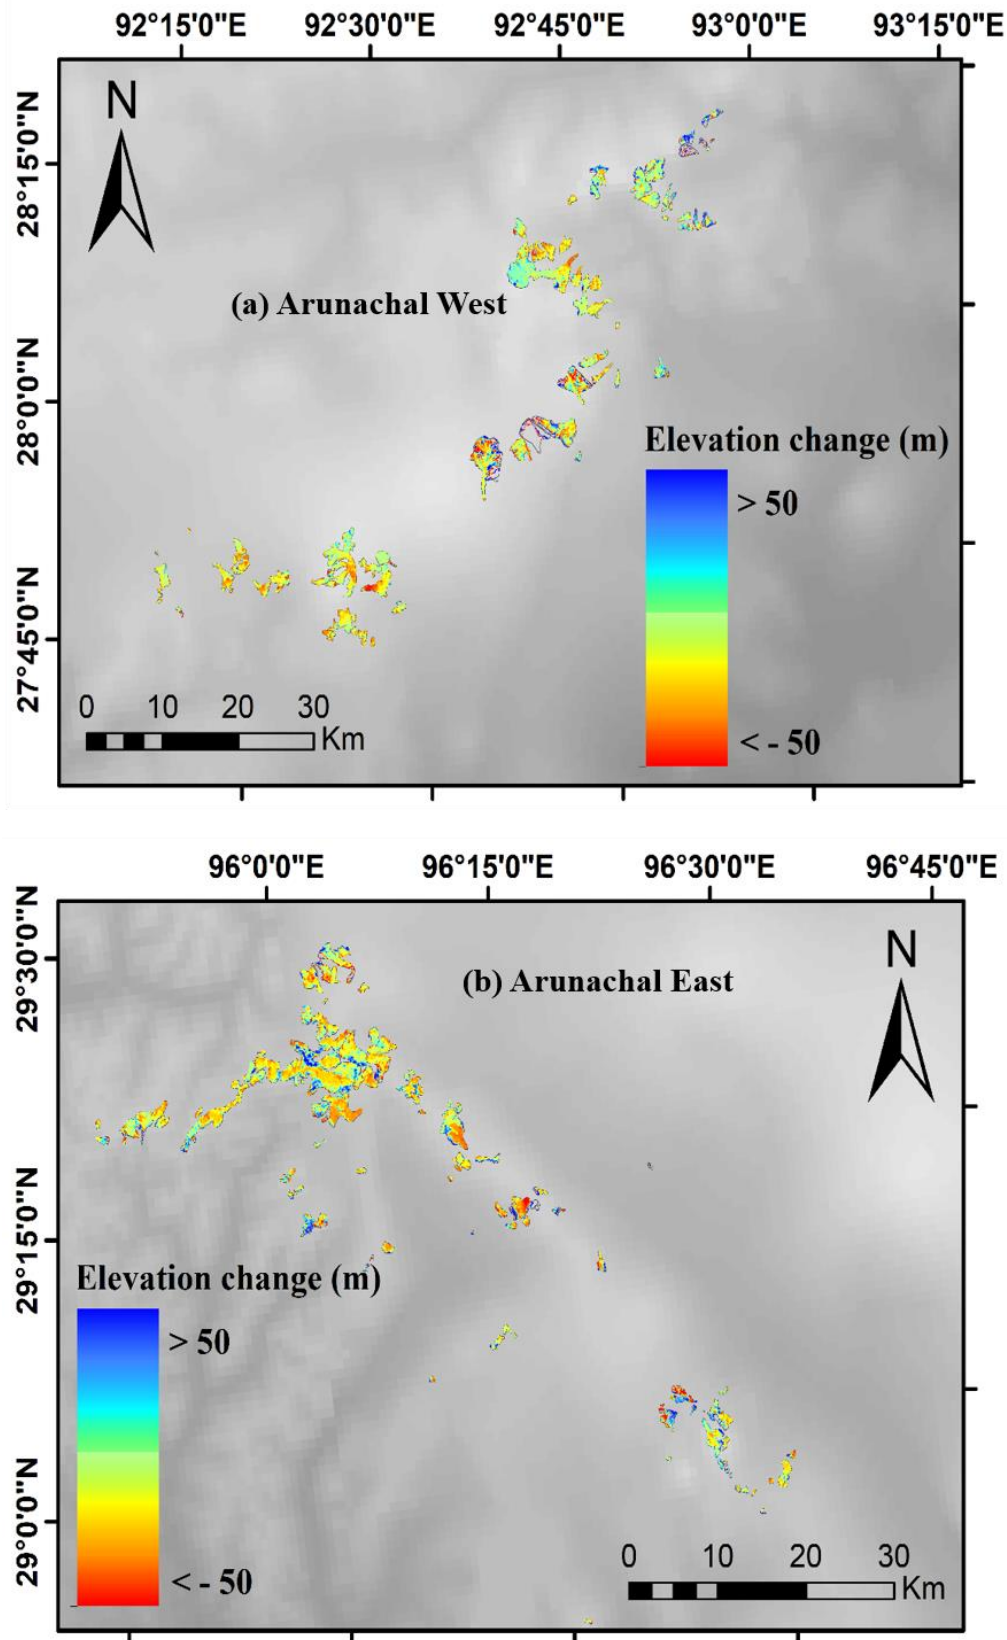 92°15'0"E 92°30'0"E 92°45'0"E 93°0'0"E 93°15'0"E
N
28°15'0"N
(a) Arunachal West
28°0'0"N
Elevation change (m)
> 50
27°45'0"N
0 10 20 30
Km
< - 50
96°0'0"E 96°15'0"E 96°30'0"E 96°45'0"E
29°30'0"N
N
(b) Arunachal East
29°15'0"N
Elevation change (m)
> 50
29°0'0"N
0 10 20 30
Km
< - 50